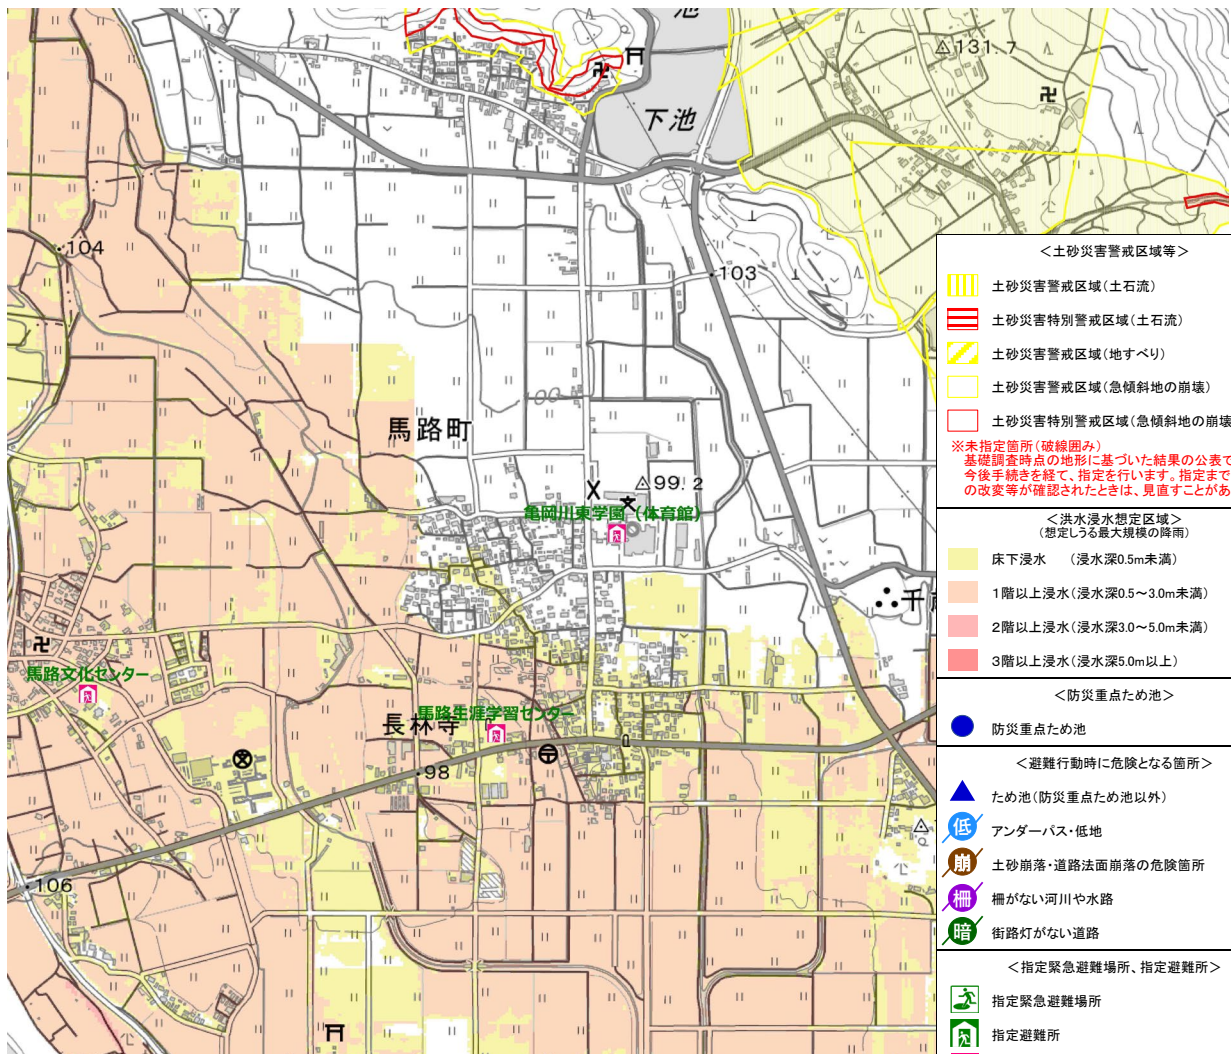 池
131.7
下池
104
103
馬路町
99.2
亀岡川東学園(体育館)
馬路文化センター
馬路生涯学習センター
長林寺
98
106
<土砂災害警戒区域等>
土砂災害警戒区域(土石流)
土砂災害特別警戒区域(土石流)
土砂災害警戒区域(地すべり)
土砂災害警戒区域(急傾斜地の崩壊)
土砂災害特別警戒区域(急傾斜地の崩壊
※未指定箇所(破線囲み)
基礎調査時点の地形に基づいた結果の公表で
今後手続きを経て、指定を行います。指定まで
の改変等が確認されたときは、見直すことがあ
<洪水浸水想定区域>
(想定しうる最大規模の降雨)
床下浸水 (浸水深0.5m未満)
1階以上浸水(浸水深0.5~3.0m未満)
2階以上浸水(浸水深3.0~5.0m未満)
3階以上浸水(浸水深5.0m以上)
<防災重点ため池>
防災重点ため池
<避難行動時に危険となる箇所>
ため池(防災重点ため池以外)
低 アンダーパス・低地
崩 土砂崩落・道路法面崩落の危険箇所
柵 柵がない河川や水路
暗 街路灯がない道路
<指定緊急避難場所、指定避難所>
指定緊急避難場所
指定避難所